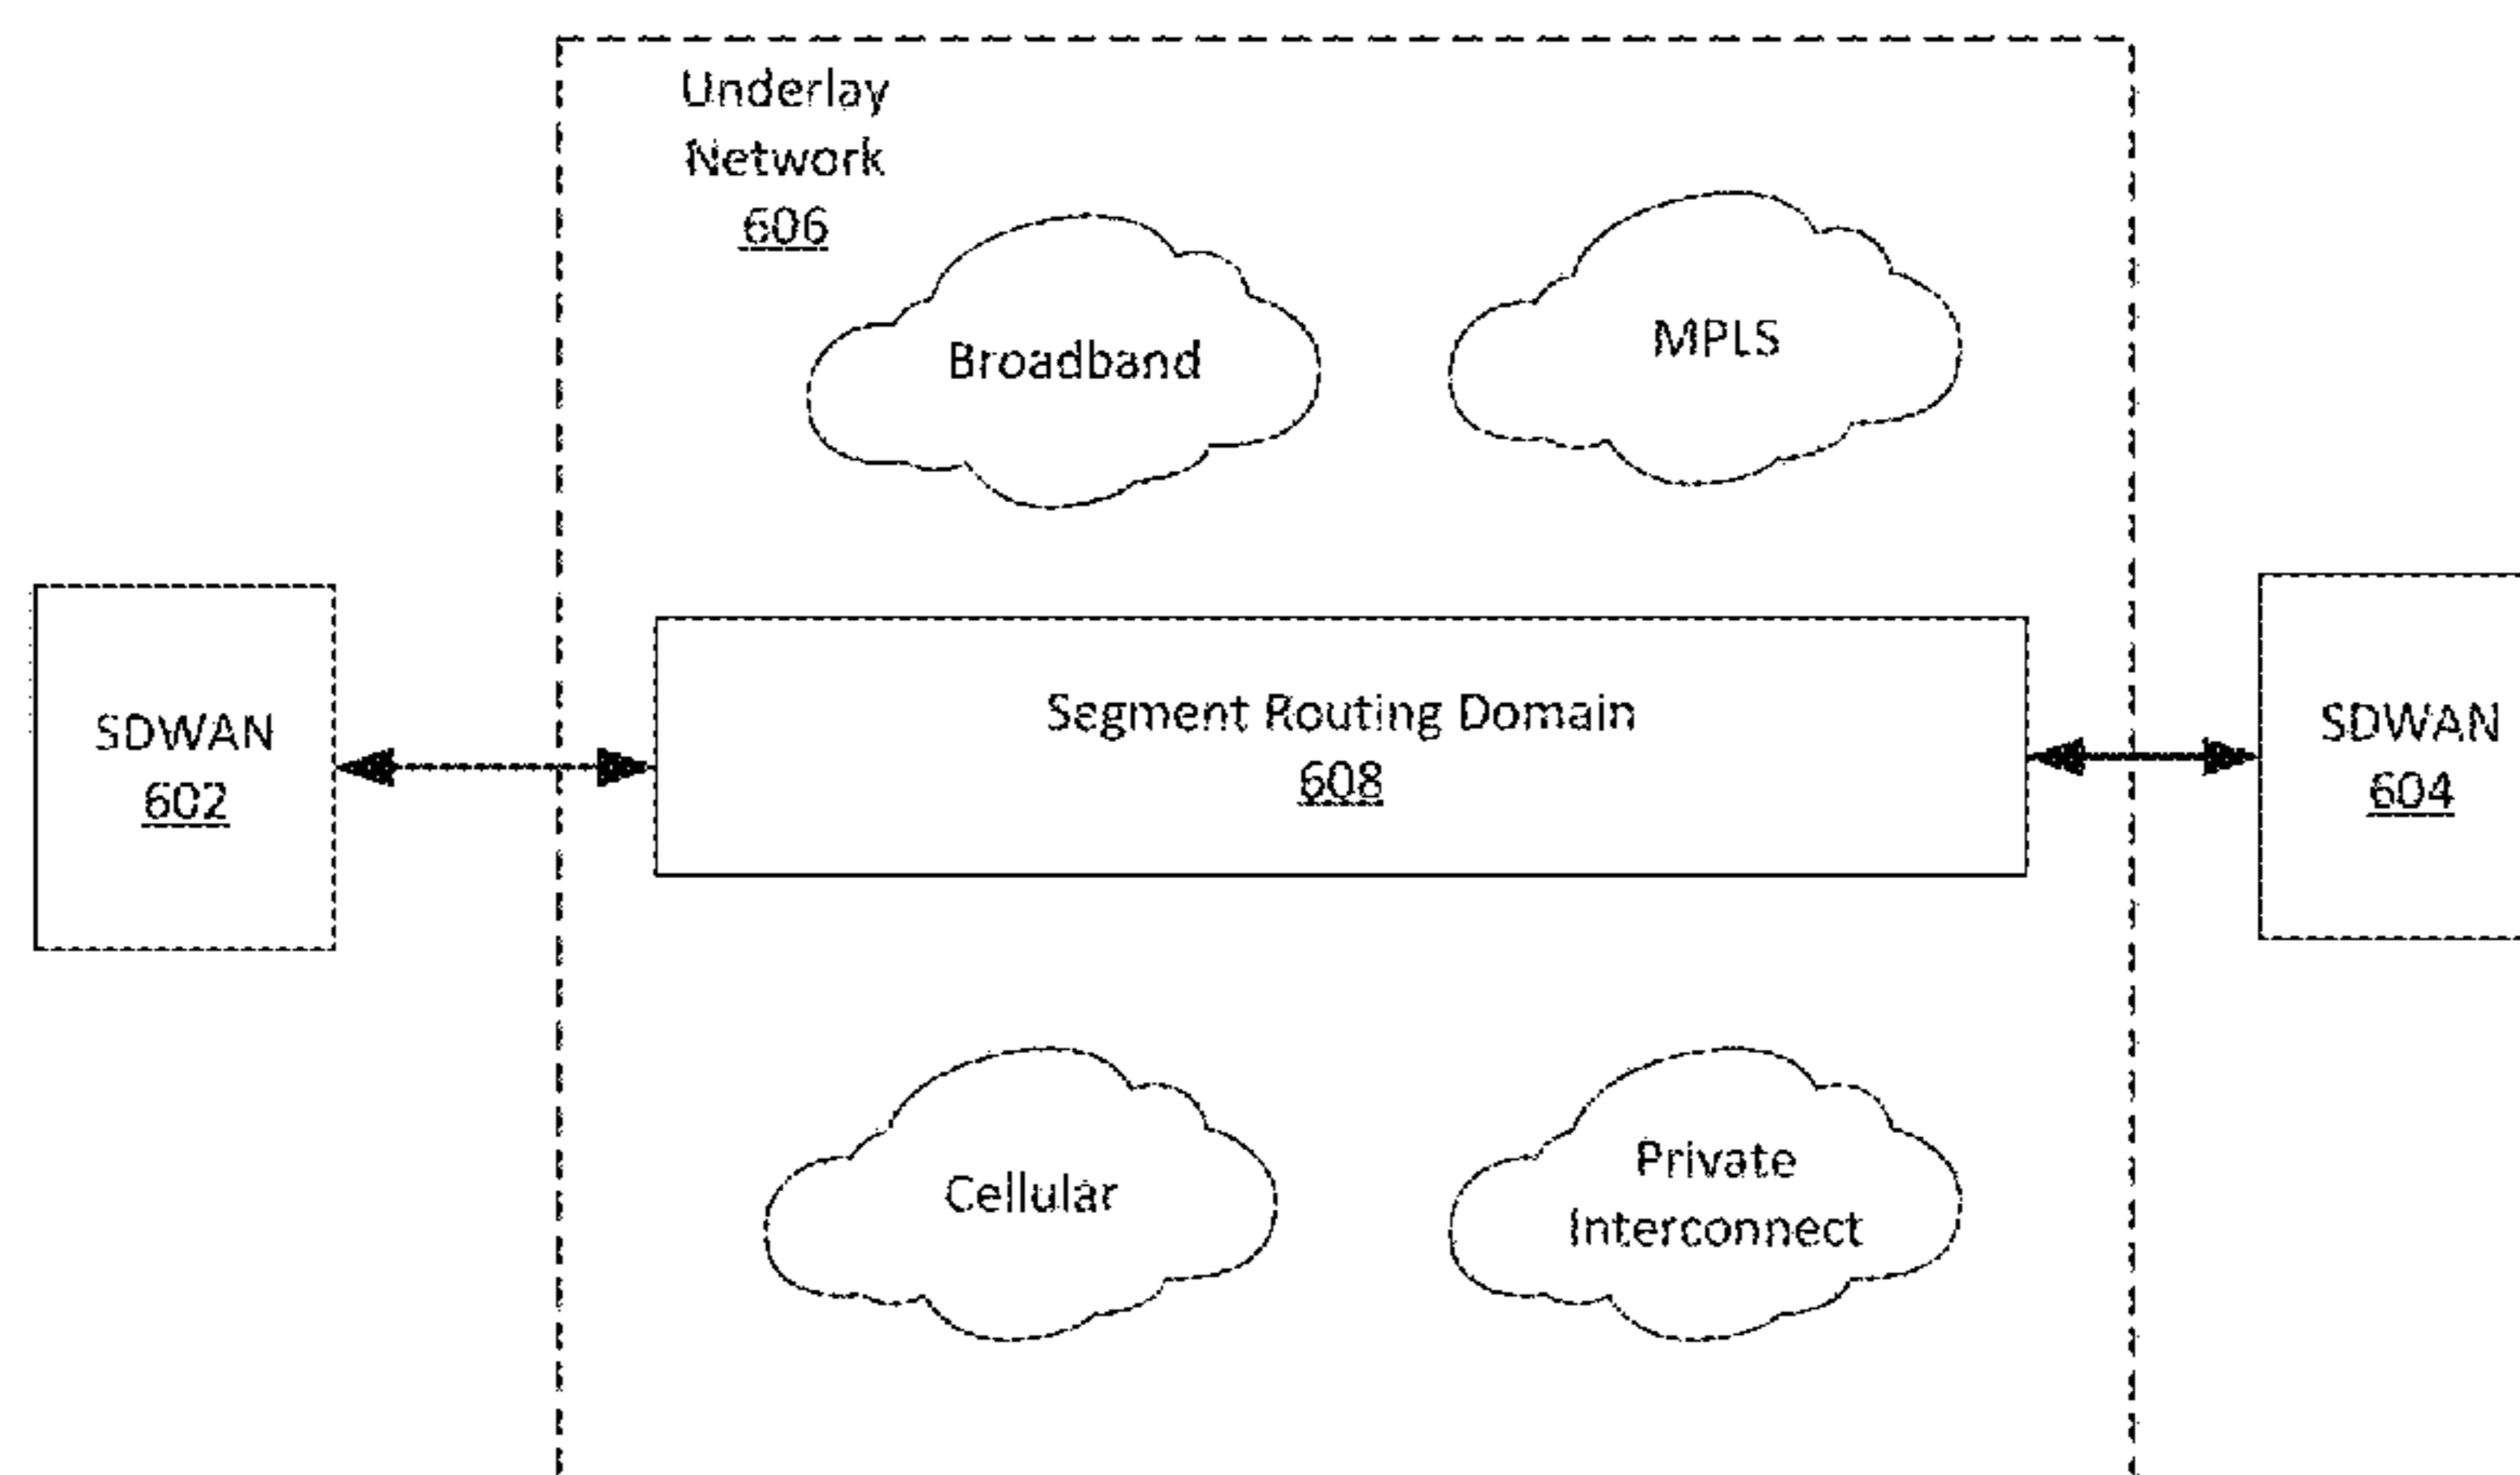 Underlay
Network
606
Broadband
MPLS
SDWAN
602
Segment Routing Domain
608
SDWAN
604
Cellular
Private
Interconnect